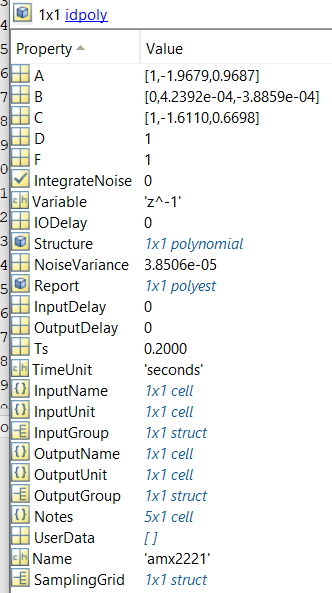 1x1 idpoly
Property Value
A [1,-1.9679,0.9687]
B [0,4.2392e-04,-3.8859e-04]
C [1,-1.6110,0.6698]
D 1
F 1
IntegrateNoise 0
Variable 'z^-1'
IODelay 0
Structure 1x1 polynomial
NoiseVariance 3.8506e-05
Report 1x1 polyest
InputDelay 0
OutputDelay 0
Ts 0.2000
TimeUnit 'seconds'
InputName 1x1 cell
InputUnit 1x1 cell
InputGroup 1x1 struct
OutputName 1x1 cell
OutputUnit 1x1 cell
OutputGroup 1x1 struct
Notes 5x1 cell
UserData [ ]
Name 'amx2221'
SamplingGrid 1x1 struct